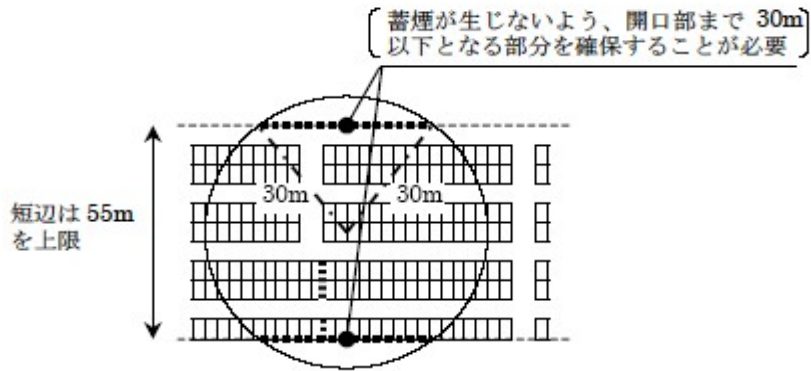 蓄煙が生じないよう、開口部まで 30m
以下となる部分を確保することが必要
30m
30m
短辺は 55m
を上限